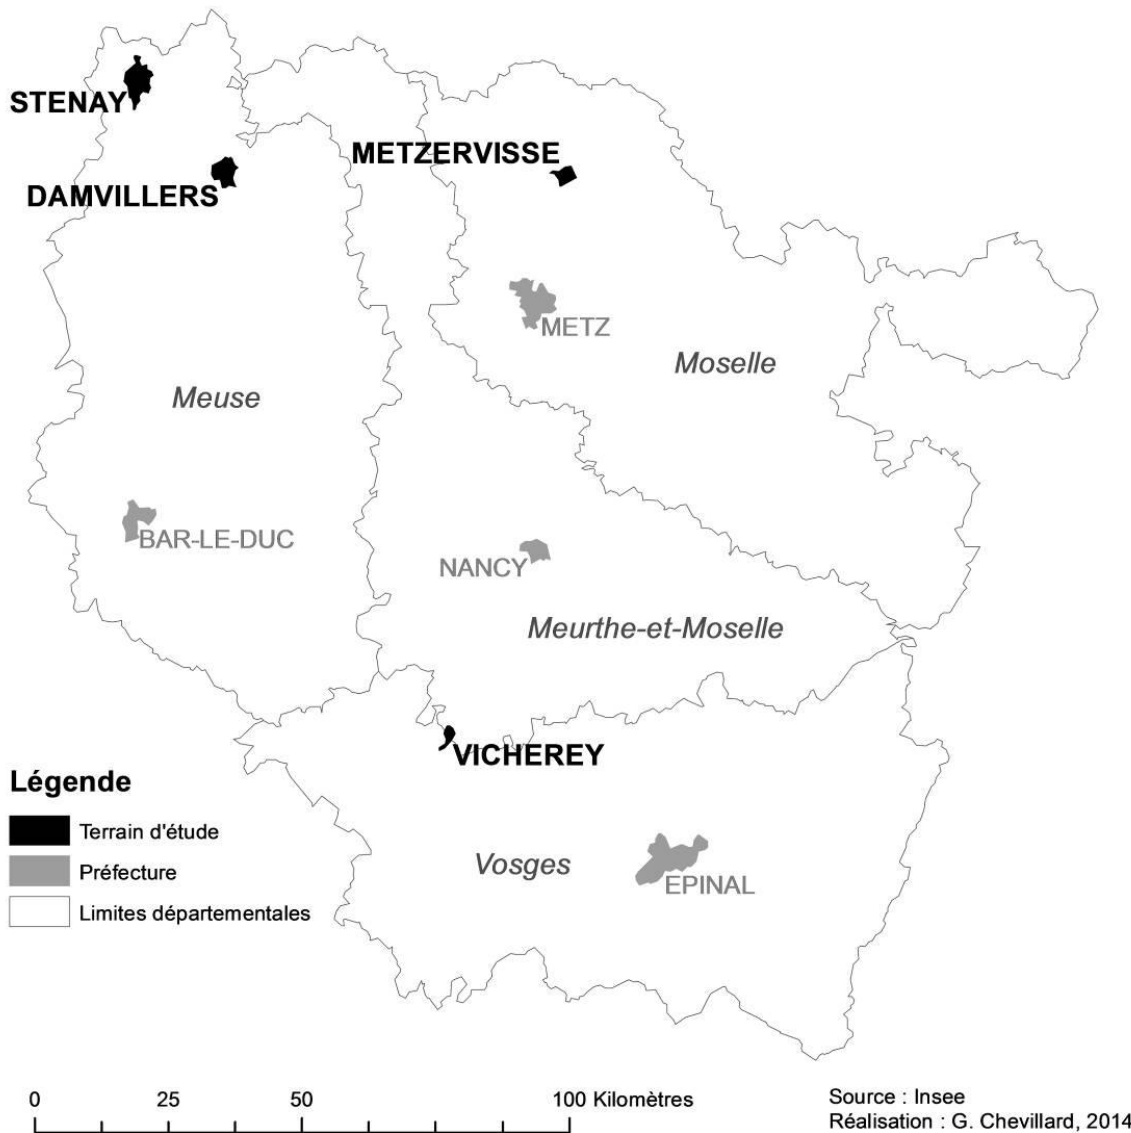 STENAY
METZERVISSE
DAMVILLERS
METZ
Moselle
Meuse
BAR-LE-DUC
NANCY
Meurthe-et-Moselle
VICHEREY
Légende
Terrain d'étude
Préfecture
Limites départementales
Vosges
EPINAL
0 25 50 100 Kilomètres
Source : Insee
Réalisation : G. Chevillard, 2014